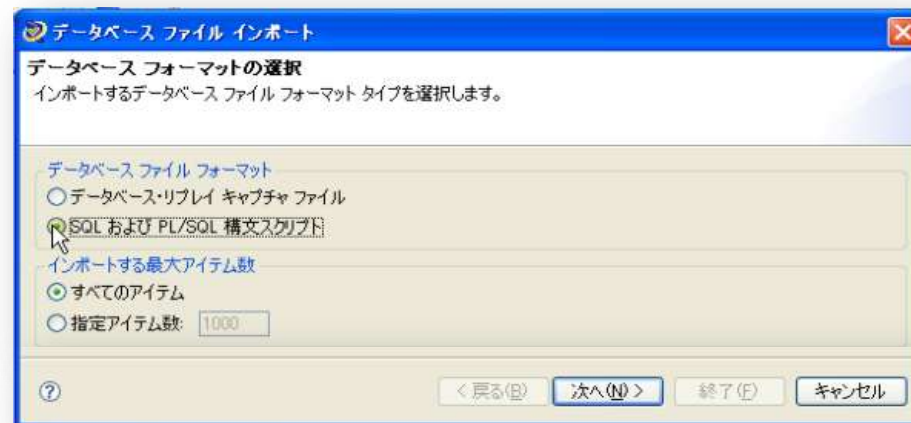 データベース ファイル インポート
データベース フォーマットの選択
インポートするデータベース ファイル フォーマット タイプを選択します。
データベース ファイル フォーマット
データベース・リプレイ キャプチャ ファイル
SQL および PL/SQL 構文スクリプト
インポートする最大アイテム数
すべてのアイテム
指定アイテム数: 1000
< 戻る(B) 次へ(N) > 終了(F) キャンセル